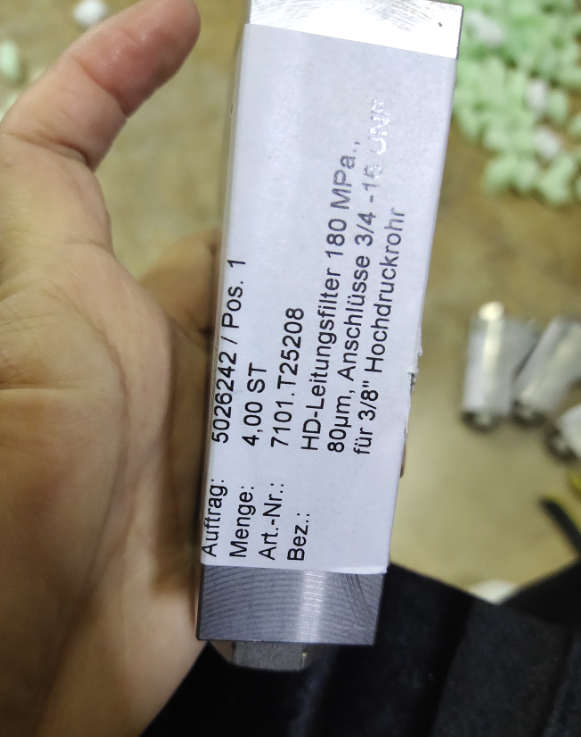 Auftrag: 5026242 / Pos. 1
Menge: 4,00 ST
Art.-Nr.: 7101.T25208
Bez.: HD-Leitungsfilter 180 MPa.,
80µm, Anschlüsse 3/4 -16 UNF
für 3/8" Hochdruckrohr